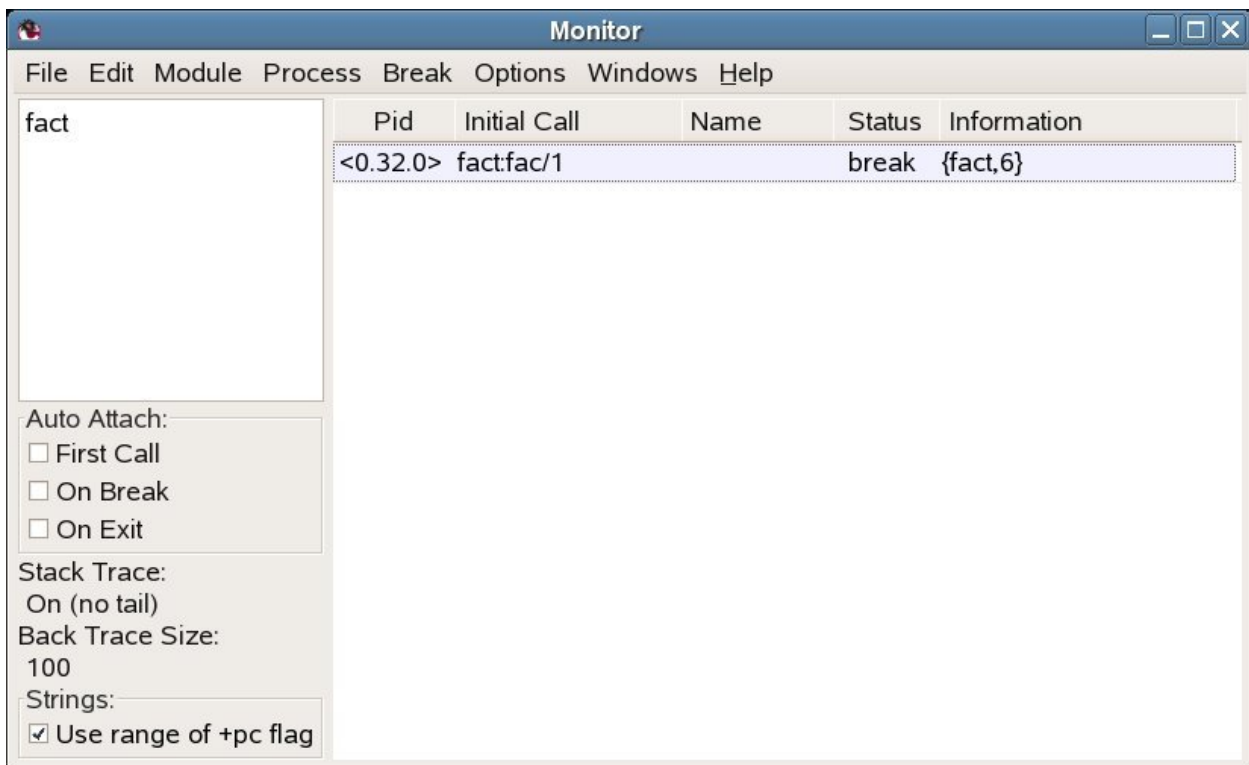 Monitor
File Edit Module Process Break Options Windows Help
fact
Pid Initial Call Name Status Information
<0.32.0> fact:fac/1 break {fact,6}
Auto Attach:
First Call
On Break
On Exit
Stack Trace:
On (no tail)
Back Trace Size:
100
Strings:
Use range of +pc flag